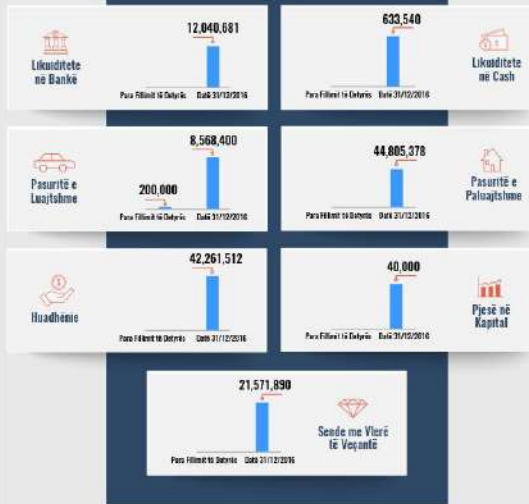 12,040,681
Likuiditete
në Bankë
Para Fillimit të Detyrës Datë 31/12/2016
633,540
Likuiditete
në Cash
Para Fillimit të Detyrës Datë 31/12/2016
8,568,400
200,000
Pasuritë e
Luajtshme
Para Fillimit të Detyrës Datë 31/12/2016
44,805,378
Pasuritë e
Paluajtshme
Para Fillimit të Detyrës Datë 31/12/2016
42,261,512
Huadhënie
Para Fillimit të Detyrës Datë 31/12/2016
40,000
Pjesë në
Kapital
Para Fillimit të Detyrës Datë 31/12/2016
21,571,890
Sende me Vlerë
të Veçantë
Para Fillimit të Detyrës Datë 31/12/2016